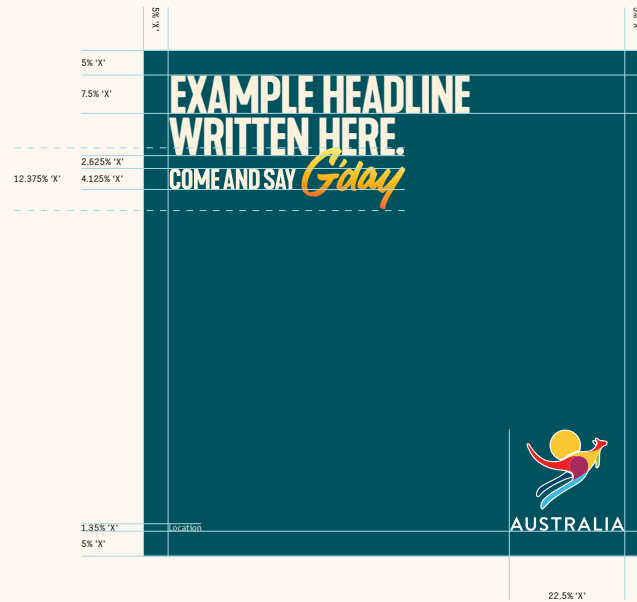 5% 'X'
5% 'X'
5% 'X'
EXAMPLE HEADLINE
7.5% 'X'
WRITTEN HERE.
2.625% 'X'
12.375% 'X'
4.125% 'X'
COME AND SAY G'day
1.35% 'X'
Location
AUSTRALIA
5% 'X'
22.5% 'X'